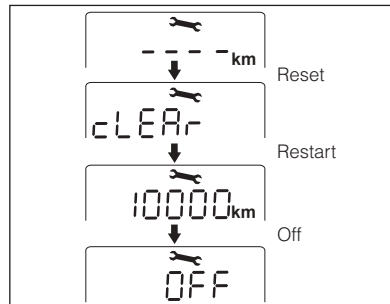 - - - - km
Reset
cLEAr
Restart
10000km
Off
OFF